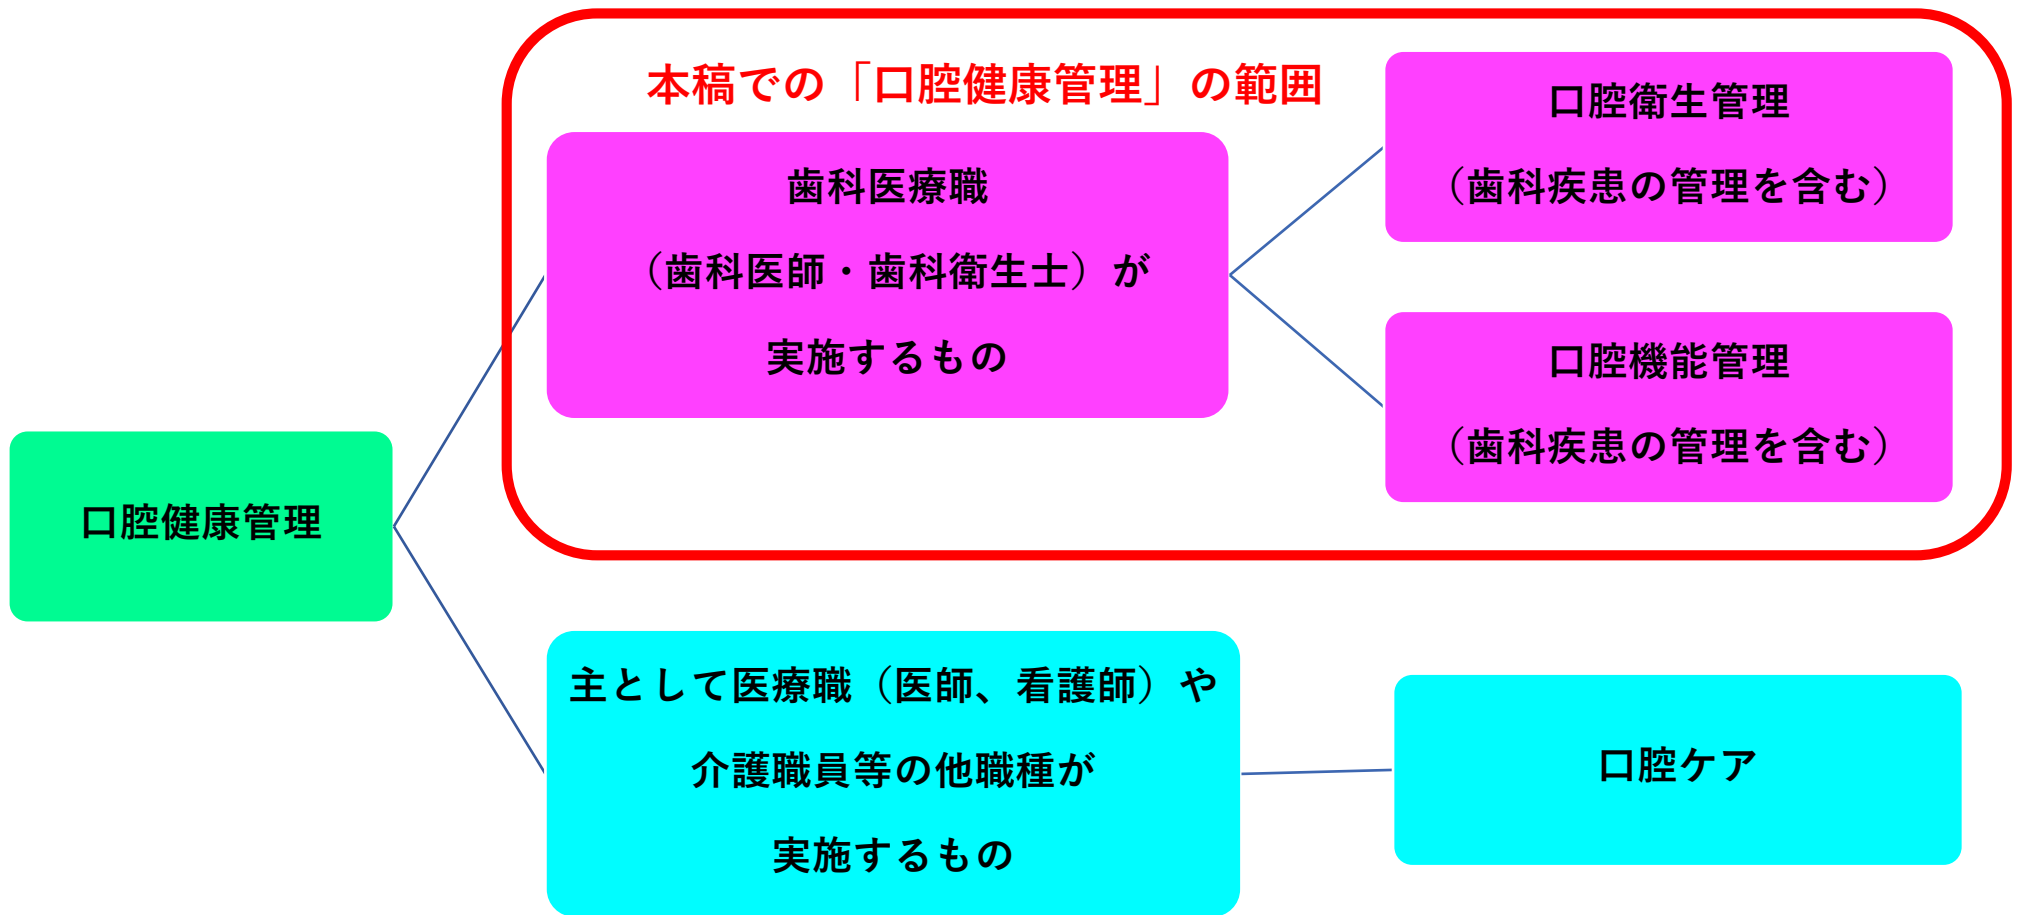 本稿での「口腔健康管理」の範囲
口腔衛生管理
（歯科疾患の管理を含む）
歯科医療職
（歯科医師・歯科衛生士）が
実施するもの
口腔機能管理
（歯科疾患の管理を含む）
口腔健康管理
主として医療職（医師、看護師）や
介護職員等の他職種が
実施するもの
口腔ケア